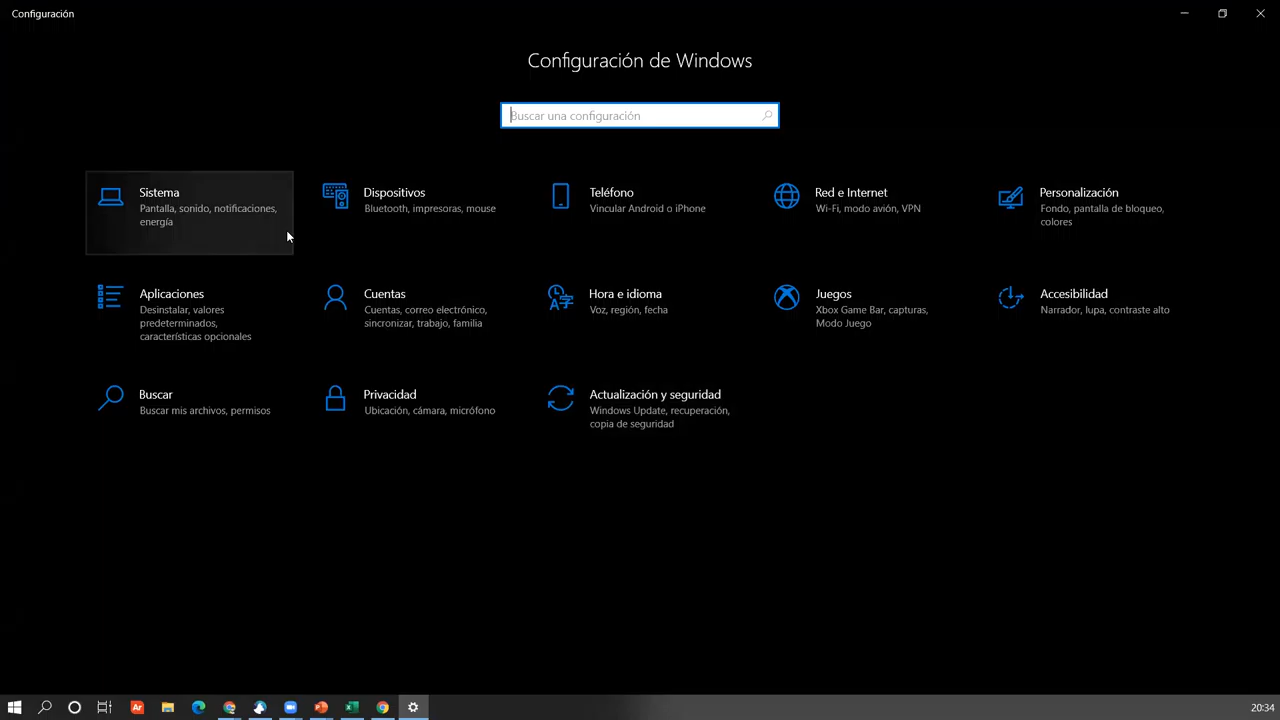 Configuración
Configuración de Windows
Buscar una configuración
Sistema
Pantalla, sonido, notificaciones,
energía
Dispositivos
Bluetooth, impresoras, mouse
Teléfono
Vincular Android o iPhone
Red e Internet
Wi-Fi, modo avión, VPN
Personalización
Fondo, pantalla de bloqueo,
colores
Aplicaciones
Desinstalar, valores
predeterminados,
características opcionales
Cuentas
Cuentas, correo electrónico,
sincronizar, trabajo, familia
Hora e idioma
Voz, región, fecha
Juegos
Xbox Game Bar, capturas,
Modo Juego
Accesibilidad
Narrador, lupa, contraste alto
Buscar
Buscar mis archivos, permisos
Privacidad
Ubicación, cámara, micrófono
Actualización y seguridad
Windows Update, recuperación,
copia de seguridad
Ar
20:34